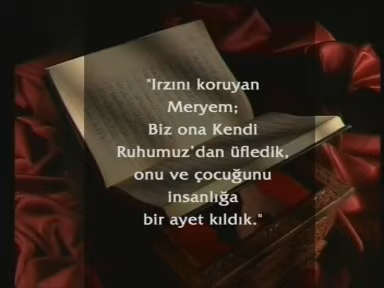 "Irzını koruyan
Meryem;
Biz ona Kendi
Ruhumuz'dan üfledik,
onu ve çocuğunu
insanlığa
bir ayet kıldık."